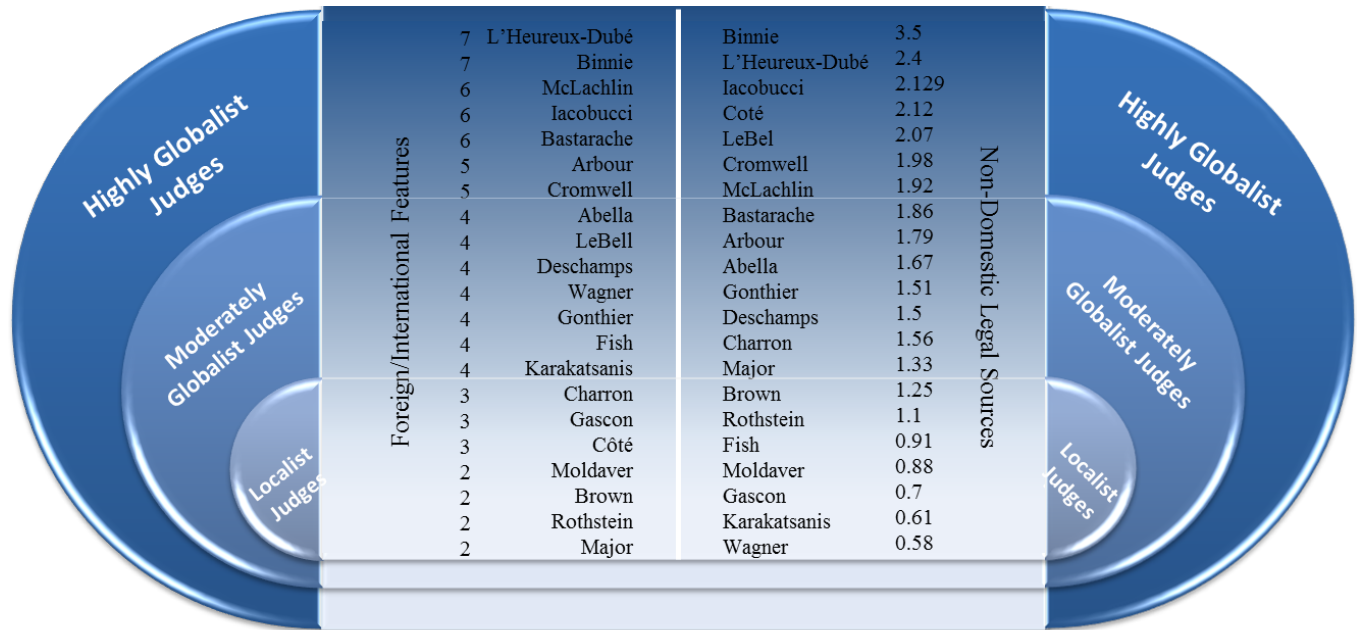 Highly Globalist
Judges
Moderately
Globalist Judges
Localist
Judges
Foreign/International Features
7 L’Heureux-Dubé
7 Binnie
6 McLachlin
6 Iacobucci
6 Bastarache
5 Arbour
5 Cromwell
4 Abella
4 LeBell
4 Deschamps
4 Wagner
4 Gonthier
4 Fish
4 Karakatsanis
3 Charron
3 Gascon
3 Côté
2 Moldaver
2 Brown
2 Rothstein
2 Major
Binnie 3.5
L’Heureux-Dubé 2.4
Iacobucci 2.129
Coté 2.12
LeBel 2.07
Cromwell 1.98
McLachlin 1.92
Bastarache 1.86
Arbour 1.79
Abella 1.67
Gonthier 1.51
Deschamps 1.5
Charron 1.56
Major 1.33
Brown 1.25
Rothstein 1.1
Fish 0.91
Moldaver 0.88
Gascon 0.7
Karakatsanis 0.61
Wagner 0.58
Non-Domestic Legal Sources
Highly Globalist
Judges
Moderately
Globalist Judges
Localist
Judges